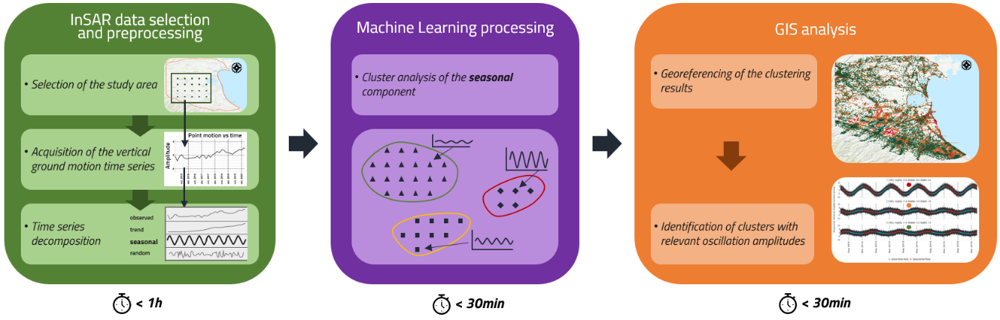 InSAR data selection
and preprocessing
• Selection of the study area
• Acquisition of the vertical
ground motion time series
Point motion vs time
Amplitude
• Time series
decomposition
observed
trend
seasonal
random
< 1h
Machine Learning processing
• Cluster analysis of the seasonal
component
< 30min
GIS analysis
• Georeferencing of the clustering
results
• Identification of clusters with
relevant oscillation amplitudes
< 30min